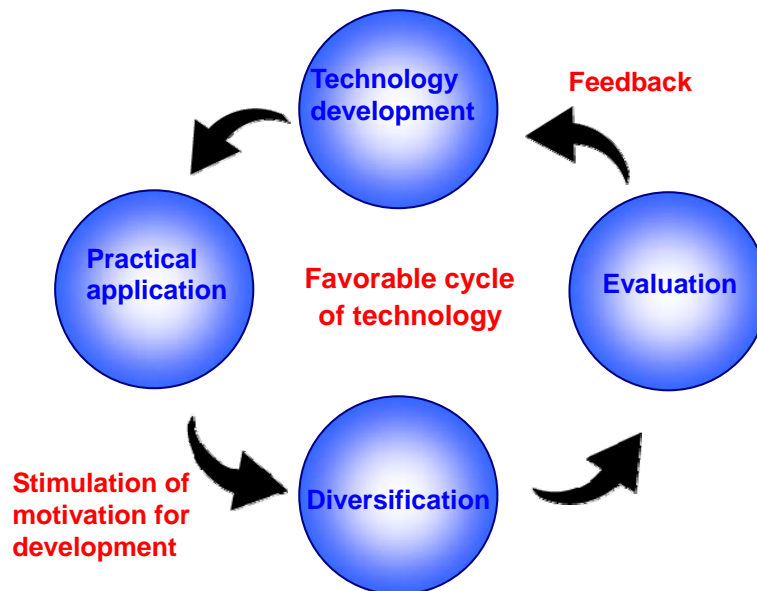 Technology
development
Feedback
Practical
application
Favorable cycle
of technology
Evaluation
Stimulation of
motivation for
development
Diversification